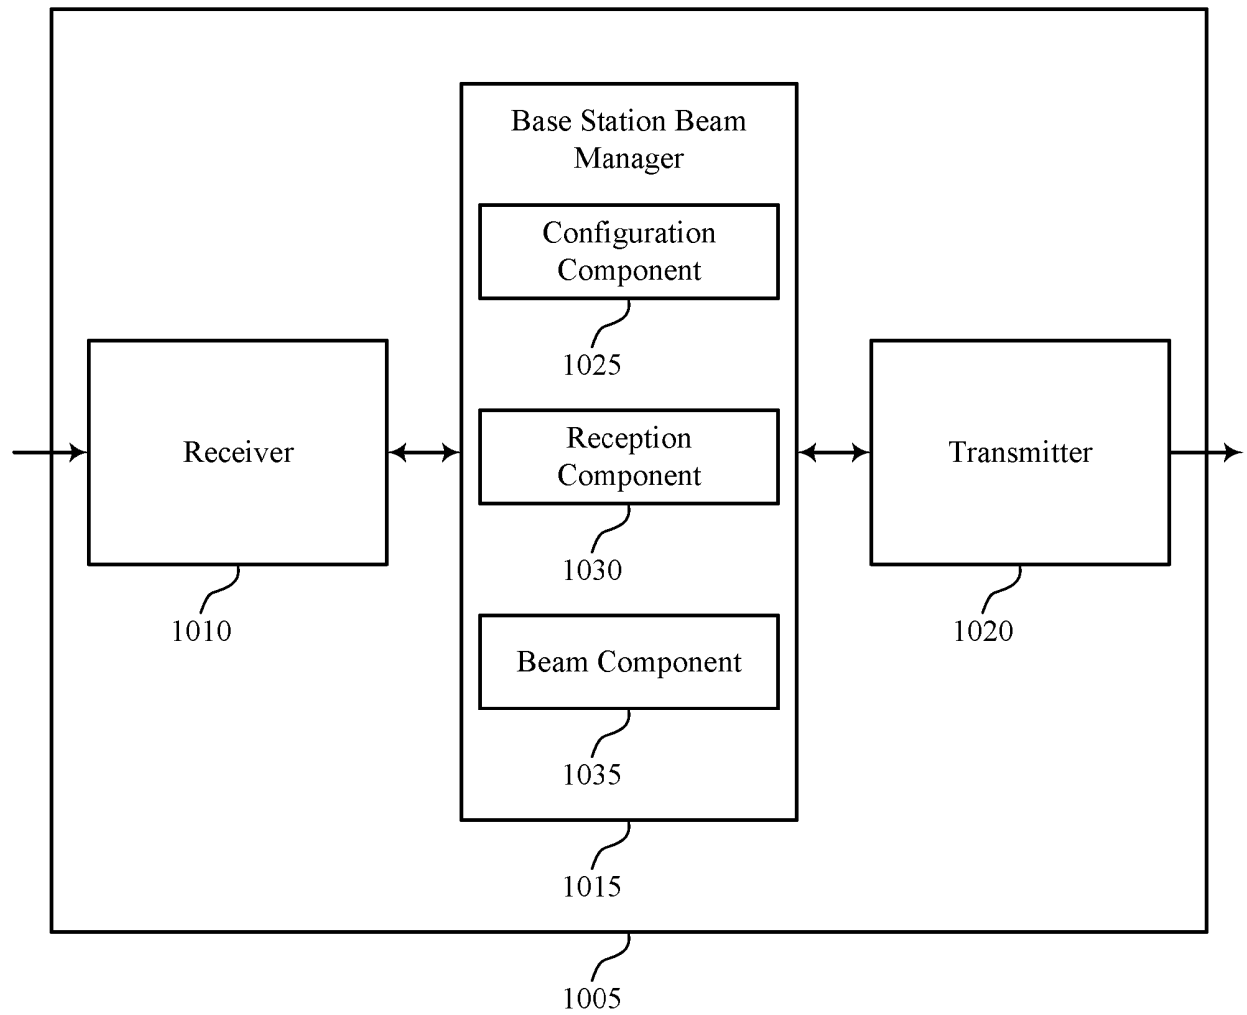 Base Station Beam
Manager
Configuration
Component
1025
Receiver
1010
Reception
Component
1030
Transmitter
1020
Beam Component
1035
1015
1005